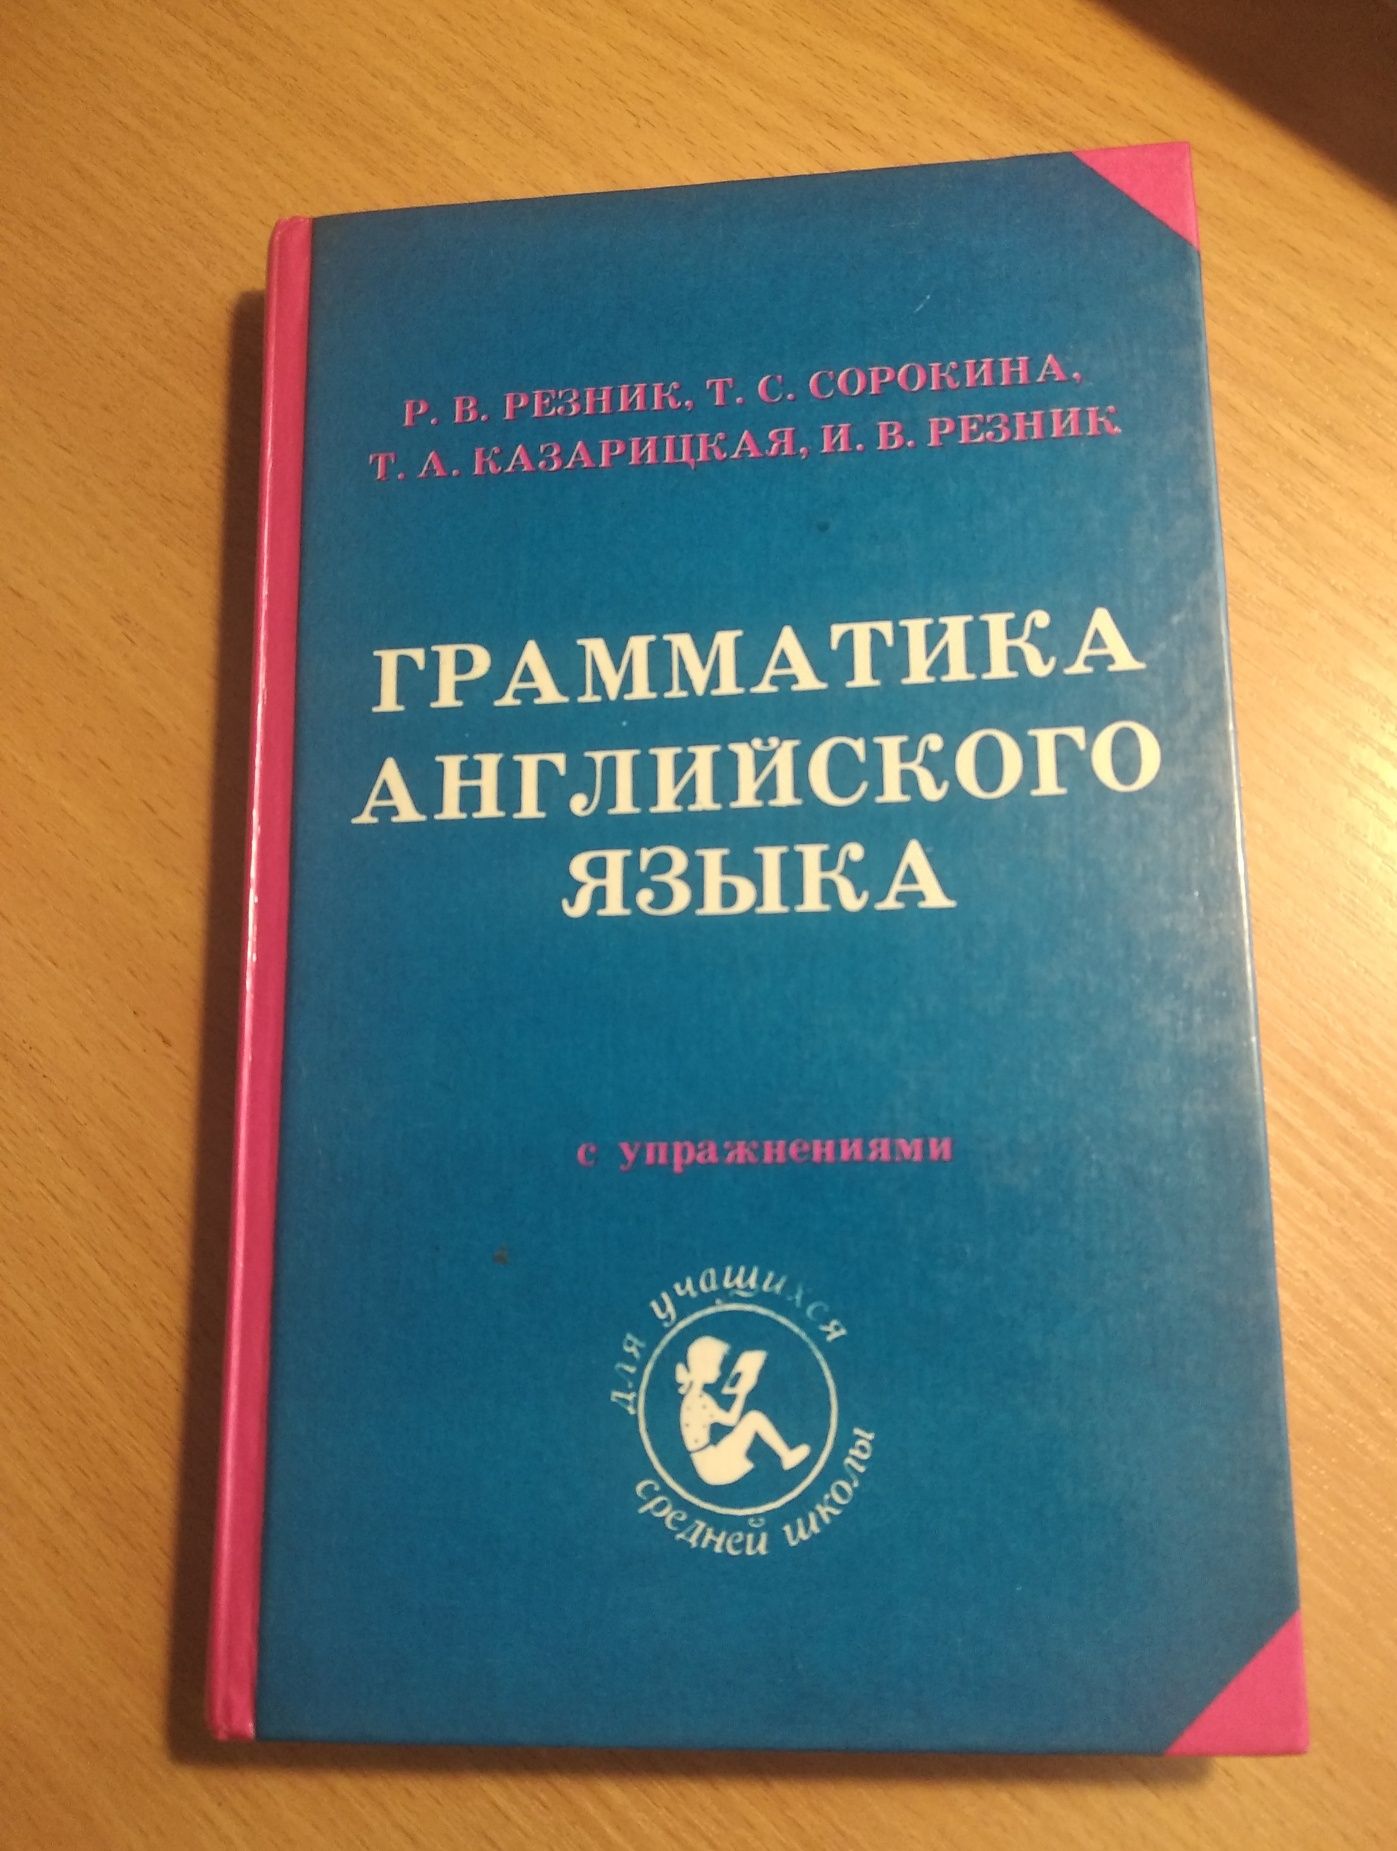 Р. В. РЕЗНИК, Т. С. СОРОКИНА,
Т. А. КАЗАРИЦКАЯ, И. В. РЕЗНИК
ГРАММАТИКА
АНГЛИЙСКОГО
ЯЗЫКА
с упражнениями
для учащихся
средней школы